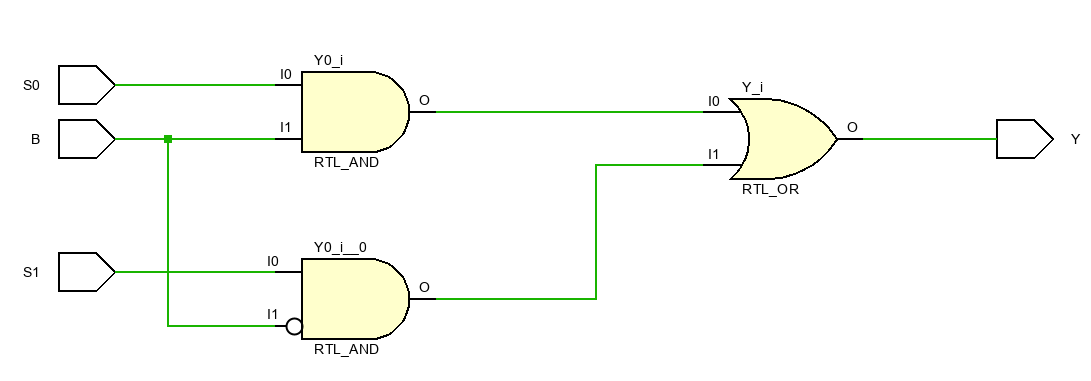 Y0_i
S0
I0
O
B
I1
RTL_AND
Y_i
I0
O
Y
I1
RTL_OR
Y0_i__0
S1
I0
O
I1
RTL_AND